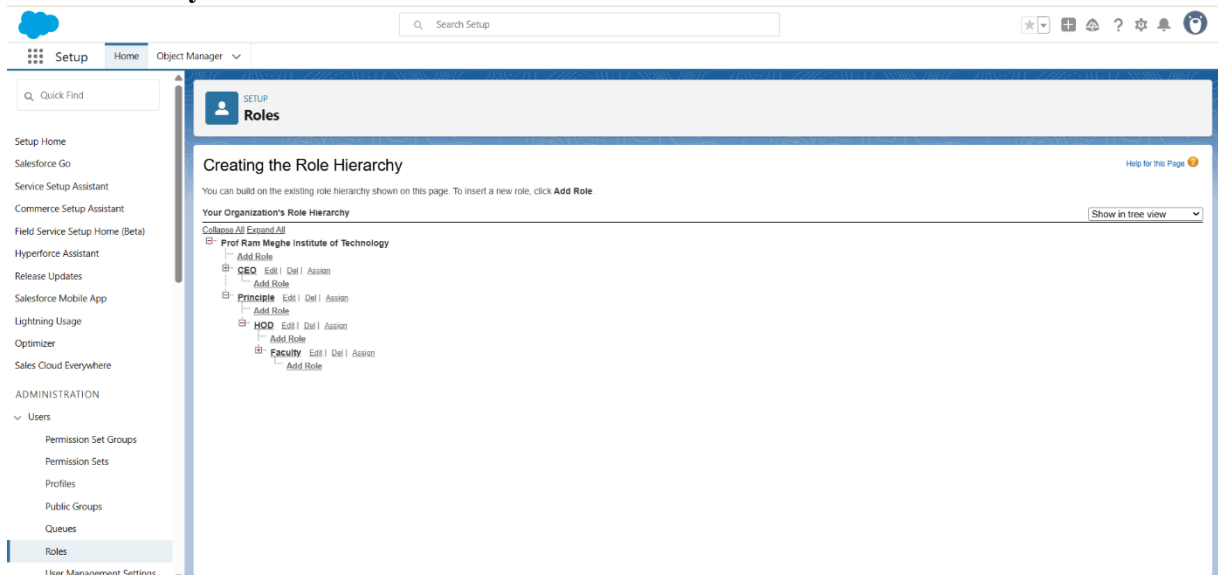 Search Setup
Setup Home Object Manager
Quick Find
SETUP
Roles
Setup Home
Salesforce Go
Service Setup Assistant
Commerce Setup Assistant
Field Service Setup Home (Beta)
Hyperforce Assistant
Release Updates
Salesforce Mobile App
Lightning Usage
Optimizer
Sales Cloud Everywhere
ADMINISTRATION
Users
Permission Set Groups
Permission Sets
Profiles
Public Groups
Queues
Roles
User Management Settings
Creating the Role Hierarchy
Help for this Page
You can build on the existing role hierarchy shown on this page. To insert a new role, click Add Role.
Your Organization's Role Hierarchy
Show in tree view
Collapse All Expand All
Prof Ram Meghe Institute of Technology
Add Role
CEO Edit | Del | Assign
Add Role
Principle Edit | Del | Assign
Add Role
HOD Edit | Del | Assign
Add Role
Faculty Edit | Del | Assign
Add Role